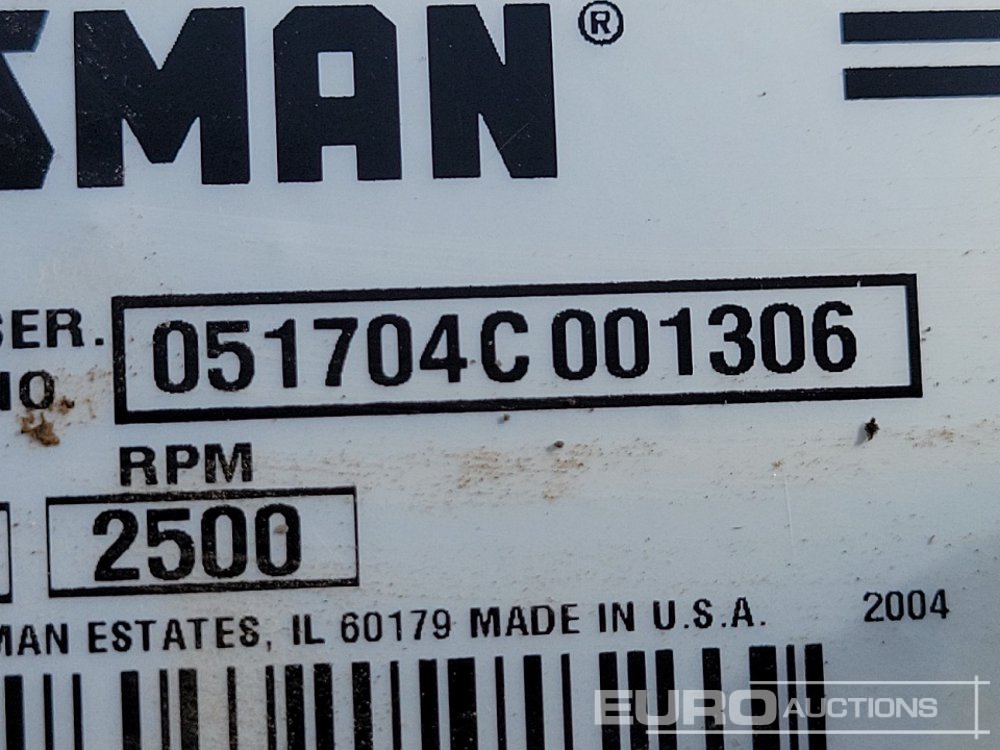 SMAN®
SER. 051704C 001306
NO.
RPM
2500
MAN ESTATES, IL 60179 MADE IN U.S.A. 2004
EURO AUCTIONS